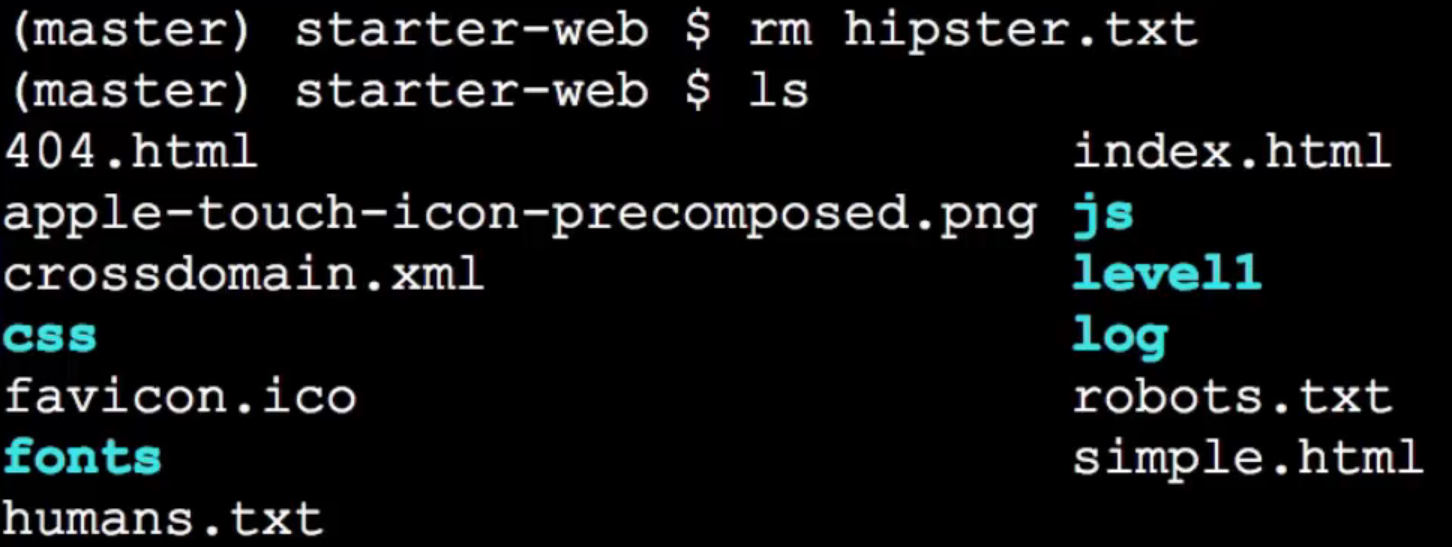 (master) starter-web $ rm hipster.txt
(master) starter-web $ ls
404.html index.html
apple-touch-icon-precomposed.png js
crossdomain.xml level1
css log
favicon.ico robots.txt
fonts simple.html
humans.txt